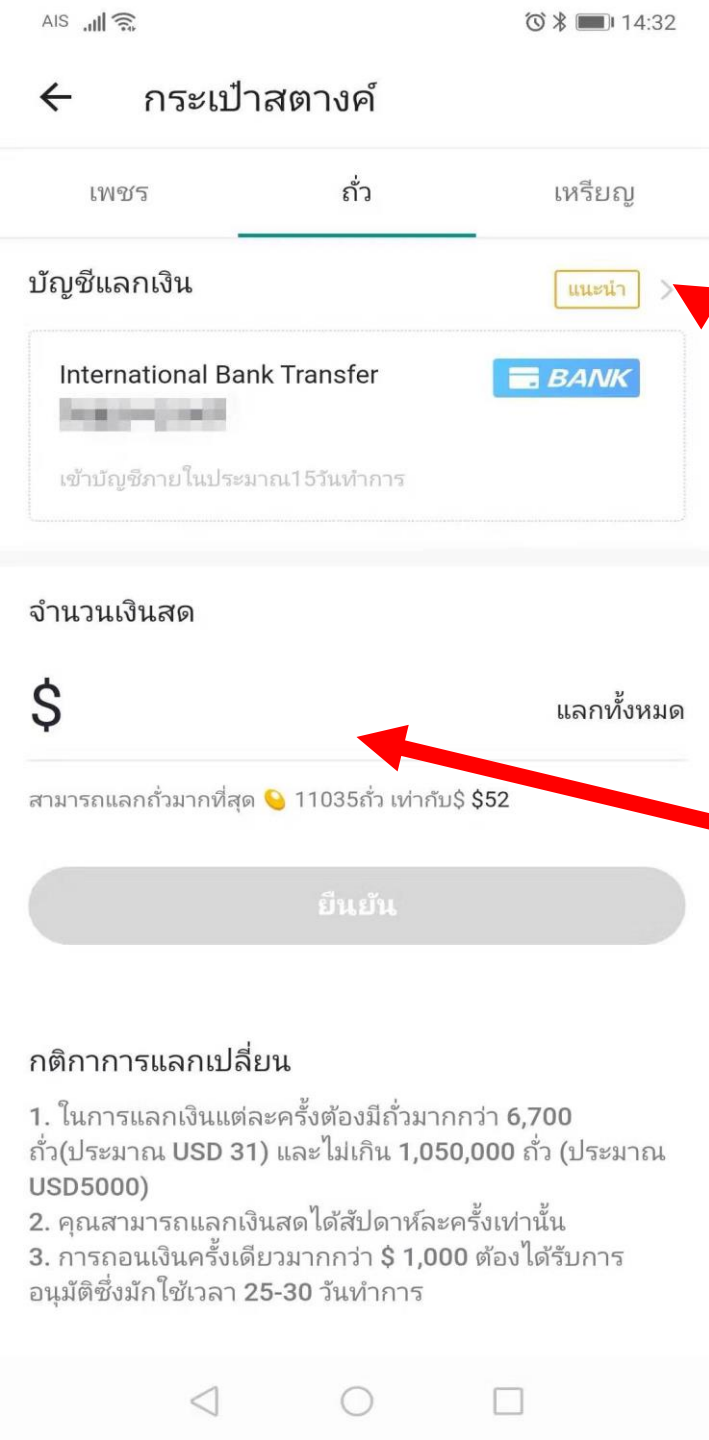 AIS 14:32
กระเป๋าสตางค์
เพชร ถั่ว เหรียญ
บัญชีแลกเงิน แนะนำ
International Bank Transfer BANK
เข้าบัญชีภายในประมาณ15วันทำการ
จำนวนเงินสด
$ แลกทั้งหมด
สามารถแลกถั่วมากที่สุด 11035ถั่ว เท่ากับ$ $52
ยืนยัน
กติกาการแลกเปลี่ยน
1. ในการแลกเงินแต่ละครั้งต้องมีถั่วมากกว่า 6,700
ถั่ว(ประมาณ USD 31) และไม่เกิน 1,050,000 ถั่ว (ประมาณ
USD5000)
2. คุณสามารถแลกเงินสดได้สัปดาห์ละครั้งเท่านั้น
3. การถอนเงินครั้งเดียวมากกว่า $ 1,000 ต้องได้รับการ
อนุมัติซึ่งมักใช้เวลา 25-30 วันทำการ